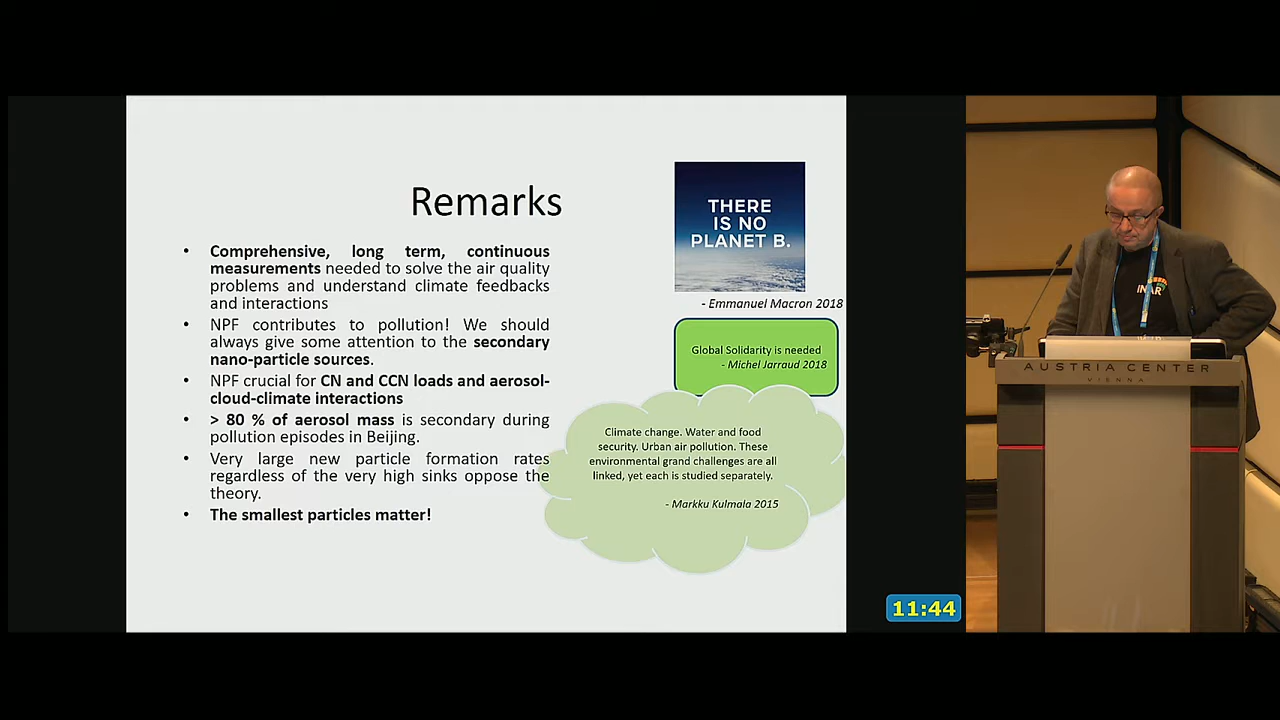 Remarks
• Comprehensive, long term, continuous
measurements needed to solve the air quality
problems and understand climate feedbacks
and interactions
• NPF contributes to pollution! We should
always give some attention to the secondary
nano-particle sources.
• NPF crucial for CN and CCN loads and aerosol-
cloud-climate interactions
• > 80 % of aerosol mass is secondary during
pollution episodes in Beijing.
• Very large new particle formation rates
regardless of the very high sinks oppose the
theory.
• The smallest particles matter!
THERE
IS NO
PLANET B.
- Emmanuel Macron 2018
Global Solidarity is needed
- Michel Jarraud 2018
Climate change. Water and food
security. Urban air pollution. These
environmental grand challenges are all
linked, yet each is studied separately.
- Markku Kulmala 2015
11:44
INAR
AUSTRIA CENTER
VIENNA